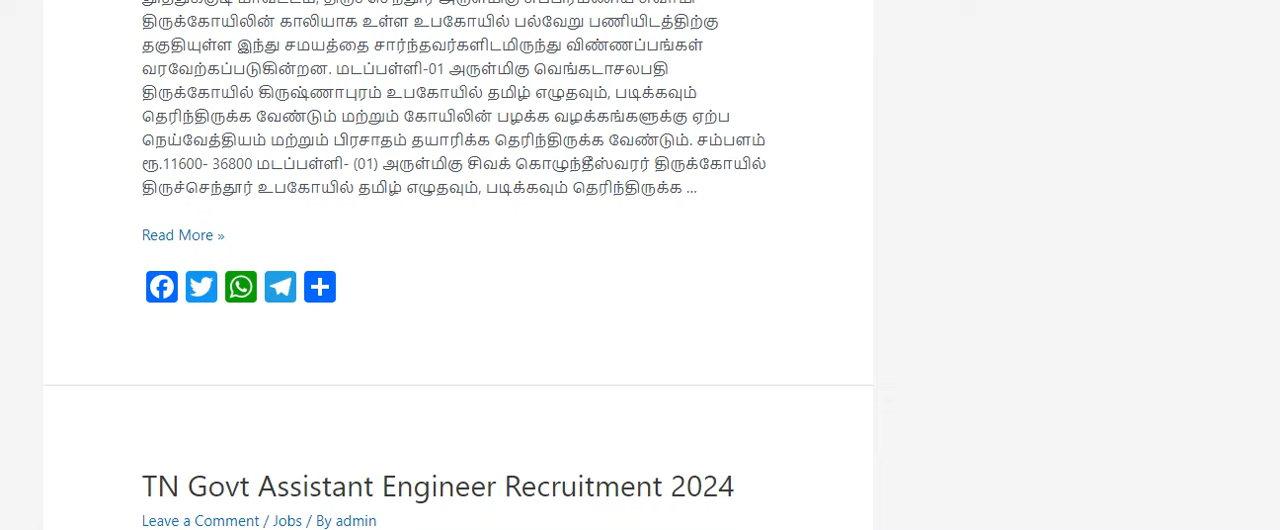 திருக்கோயிலின் காலியாக உள்ள உபகோயில் பல்வேறு பணியிடத்திற்கு
தகுதியுள்ள இந்து சமயத்தை சார்ந்தவர்களிடமிருந்து விண்ணப்பங்கள்
வரவேற்கப்படுகின்றன. மடப்பள்ளி-01 அருள்மிகு வெங்கடாசலபதி
திருக்கோயில் கிருஷ்ணாபுரம் உபகோயில் தமிழ் எழுதவும், படிக்கவும்
தெரிந்திருக்க வேண்டும் மற்றும் கோயிலின் பழக்க வழக்கங்களுக்கு ஏற்ப
நெய்வேத்தியம் மற்றும் பிரசாதம் தயாரிக்க தெரிந்திருக்க வேண்டும். சம்பளம்
ரூ.11600- 36800 மடப்பள்ளி- (01) அருள்மிகு சிவக் கொழுந்தீஸ்வரர் திருக்கோயில்
திருச்செந்தூர் உபகோயில் தமிழ் எழுதவும், படிக்கவும் தெரிந்திருக்க ...
Read More »
TN Govt Assistant Engineer Recruitment 2024
Leave a Comment / Jobs / By admin